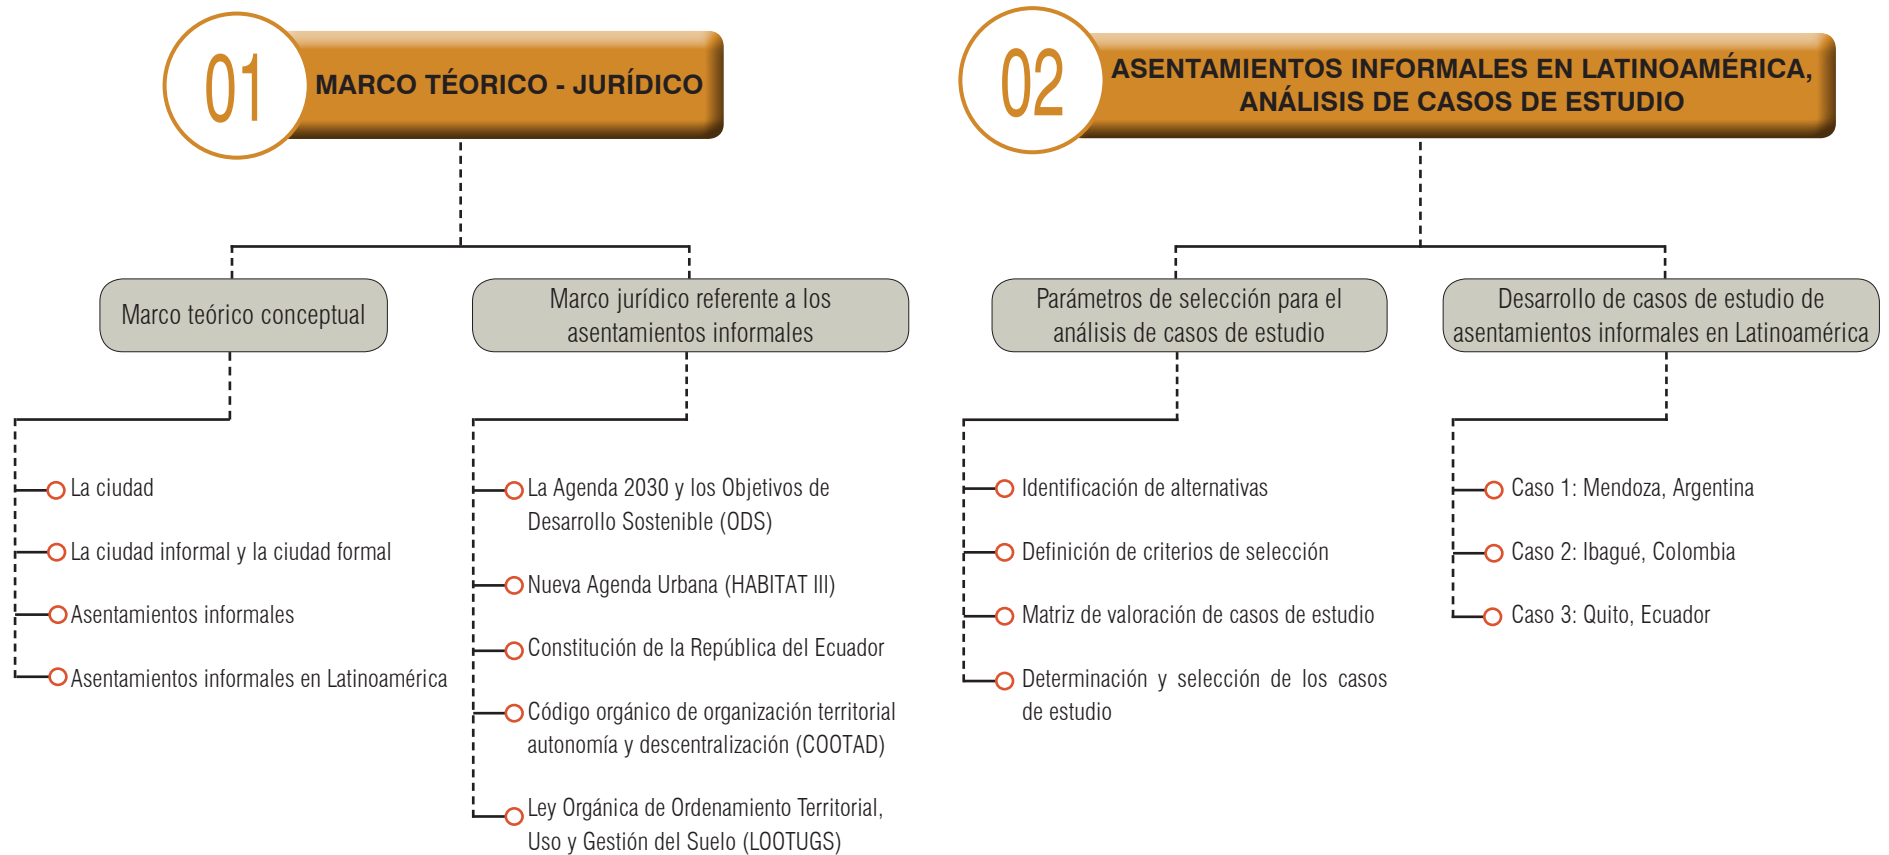 01
MARCO TÉORICO - JURÍDICO
Marco teórico conceptual
La ciudad
La ciudad informal y la ciudad formal
Asentamientos informales
Asentamientos informales en Latinoamérica
Marco jurídico referente a los
asentamientos informales
La Agenda 2030 y los Objetivos de
Desarrollo Sostenible (ODS)
Nueva Agenda Urbana (HABITAT III)
Constitución de la República del Ecuador
Código orgánico de organización territorial
autonomía y descentralización (COOTAD)
Ley Orgánica de Ordenamiento Territorial,
Uso y Gestión del Suelo (LOOTUGS)
02
ASENTAMIENTOS INFORMALES EN LATINOAMÉRICA,
ANÁLISIS DE CASOS DE ESTUDIO
Parámetros de selección para el
análisis de casos de estudio
Identificación de alternativas
Definición de criterios de selección
Matriz de valoración de casos de estudio
Determinación y selección de los casos
de estudio
Desarrollo de casos de estudio de
asentamientos informales en Latinoamérica
Caso 1: Mendoza, Argentina
Caso 2: Ibagué, Colombia
Caso 3: Quito, Ecuador